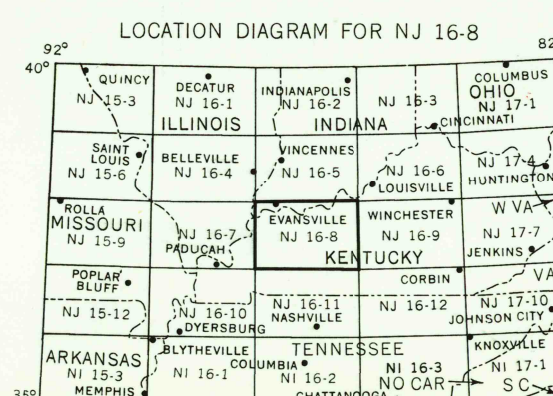 LOCATION DIAGRAM FOR NJ 16-8
92°
82
40°
QUINCY
NJ 15-3
DECATUR
NJ 16-1
INDIANAPOLIS
NJ 16-2
NJ 16-3
COLUMBUS
OHIO
NJ 17-1
ILLINOIS
INDIANA
CINCINNATI
SAINT
LOUIS
NJ 15-6
BELLEVILLE
NJ 16-4
VINCENNES
NJ 16-5
NJ 16-6
LOUISVILLE
NJ 17-4
HUNTINGTON
ROLLA
MISSOURI
NJ 15-9
NJ 16-7
PADUCAH
EVANSVILLE
NJ 16-8
WINCHESTER
NJ 16-9
W VA
NJ 17-7
JENKINS
KENTUCKY
POPLAR
BLUFF
NJ 15-12
NJ 16-10
DYERSBURG
NJ 16-11
NASHVILLE
CORBIN
NJ 16-12
VA
NJ 17-10
JOHNSON CITY
ARKANSAS
NI 15-3
MEMPHIS
BLYTHEVILLE
NI 16-1
TENNESSEE
COLUMBIA
NI 16-2
CHATTANOOGA
NI 16-3
NO CAR
KNOXVILLE
NI 17-1
S C
35°